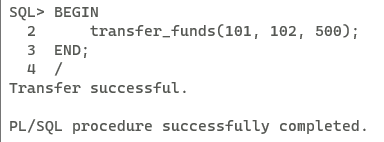 SQL> BEGIN
  2      transfer_funds(101, 102, 500);
  3  END;
  4  /
Transfer successful.

PL/SQL procedure successfully completed.